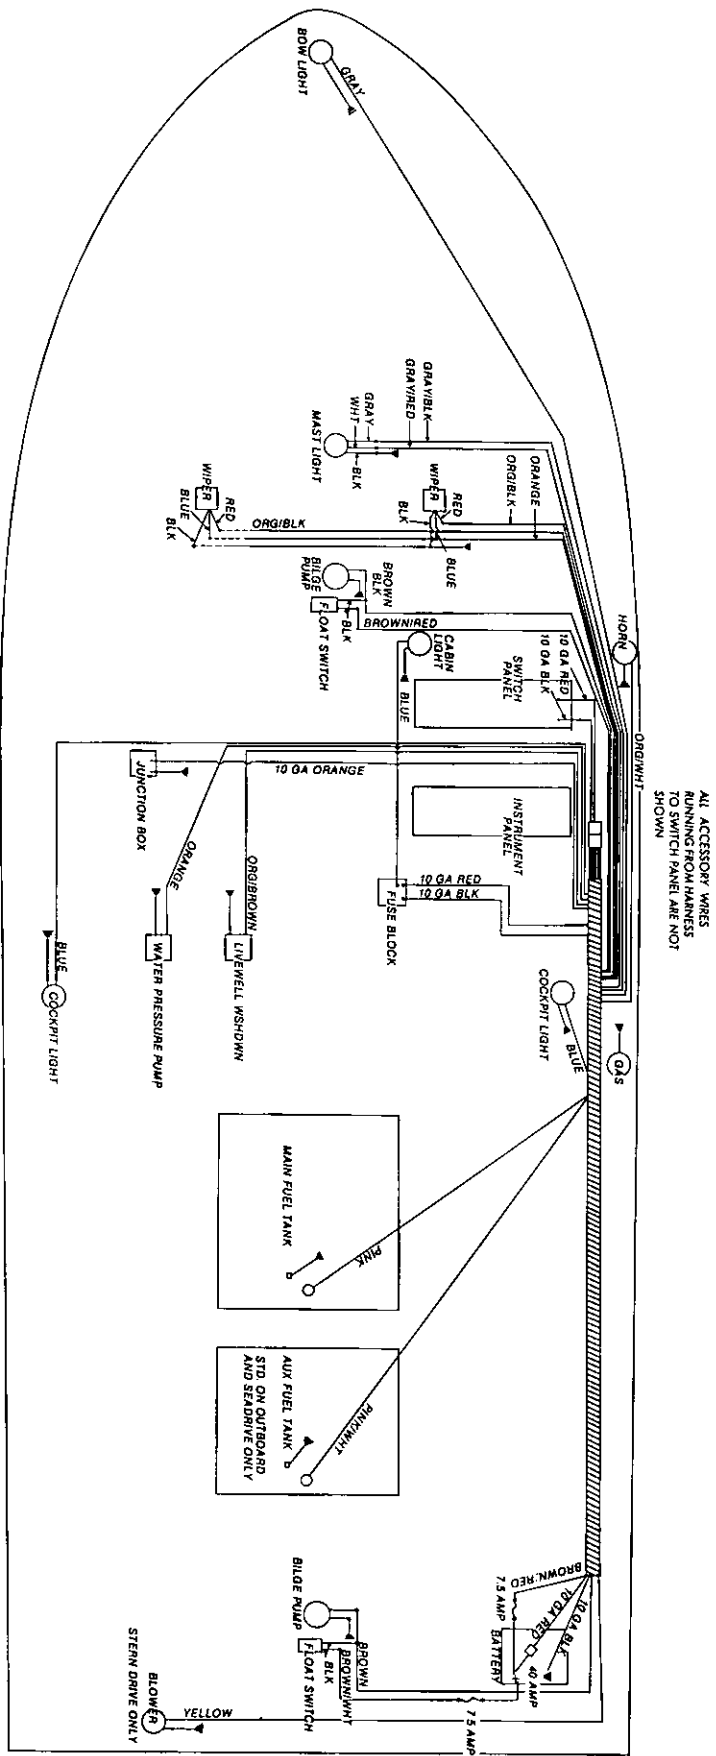 BOW LIGHT
GRAY
GRAY/BLK
GRAY/RED
GRAY
WHT
BLK
MAST LIGHT
ORANGE
ORG/BLK
WIPER
RED
BLK
BLUE
WIPER
RED
BLUE
BLK
ORG/BLK
BILGE
PUMP
BROWN
BLK
BLK
FLOAT SWITCH
BROWN/RED
CABIN
LIGHT
BLUE
HORN
10 GA RED
10 GA BLK
SWITCH
PANEL
ORG/WHT
ALL ACCESSORY WIRES
RUNNING FROM HARNESS
TO SWITCH PANEL ARE NOT
SHOWN
INSTRUMENT
PANEL
10 GA ORANGE
JUNCTION BOX
ORANGE
ORG/BROWN
10 GA RED
10 GA BLK
FUSE BLOCK
LIVEWELL WSHDWN
WATER PRESSURE PUMP
BLUE
COCKPIT LIGHT
COCKPIT LIGHT
BLUE
GAS
MAIN FUEL TANK
PINK
AUX FUEL TANK
STD. ON OUTBOARD
AND SEADRIVE ONLY
PINK/WHT
BROWN/RED
7.5 AMP
10 GA RED
10 GA BLK
BATTERY
40 AMP
BILGE PUMP
BROWN
BLK
BROWN/WHT
FLOAT SWITCH
7.5 AMP
YELLOW
BLOWER
STERN DRIVE ONLY